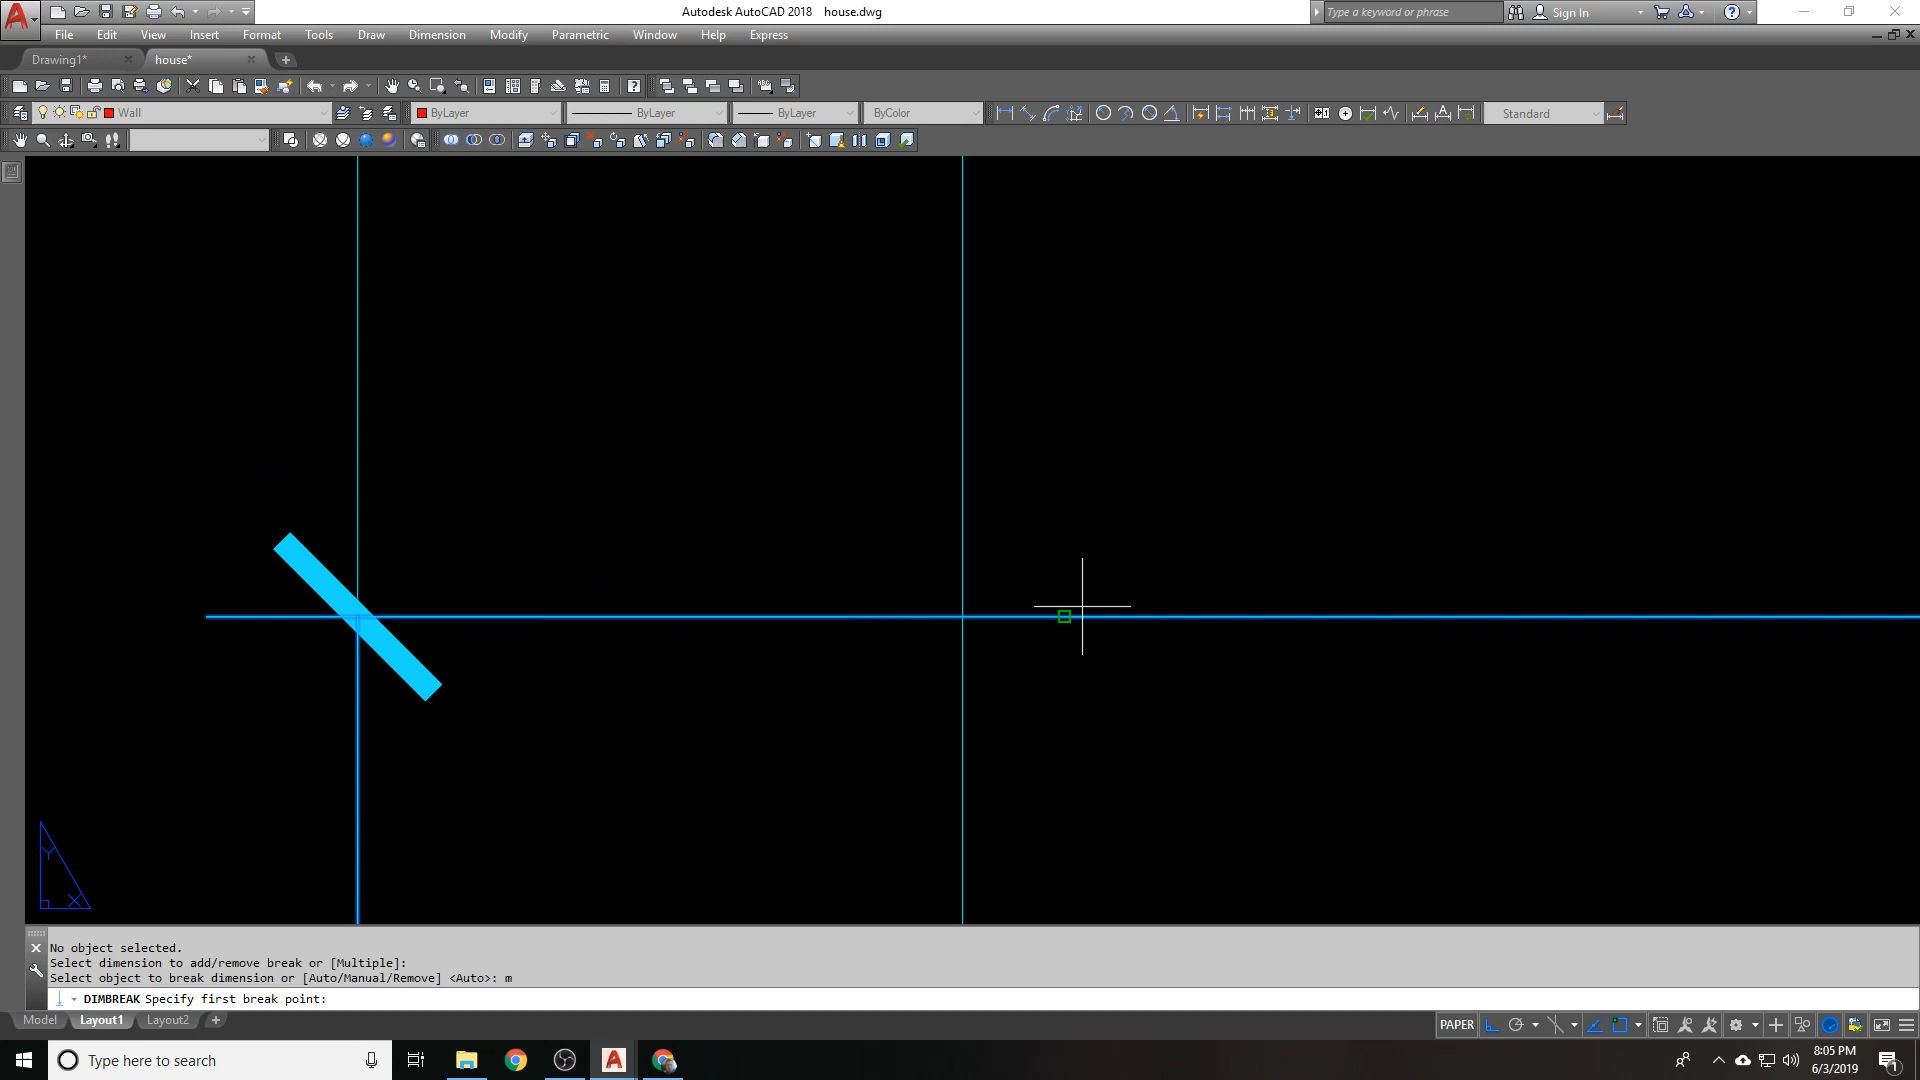 Autodesk AutoCAD 2018 house.dwg
Type a keyword or phrase
Sign In
File Edit View Insert Format Tools Draw Dimension Modify Parametric Window Help Express
Drawing1* house*
Wall ByLayer ByLayer ByLayer ByColor Standard
Y
X
No object selected.
Select dimension to add/remove break or [Multiple]:
Select object to break dimension or [Auto/Manual/Remove] <Auto>: m
DIMBREAK Specify first break point:
Model Layout1 Layout2
PAPER
Type here to search
8:05 PM
6/3/2019
1